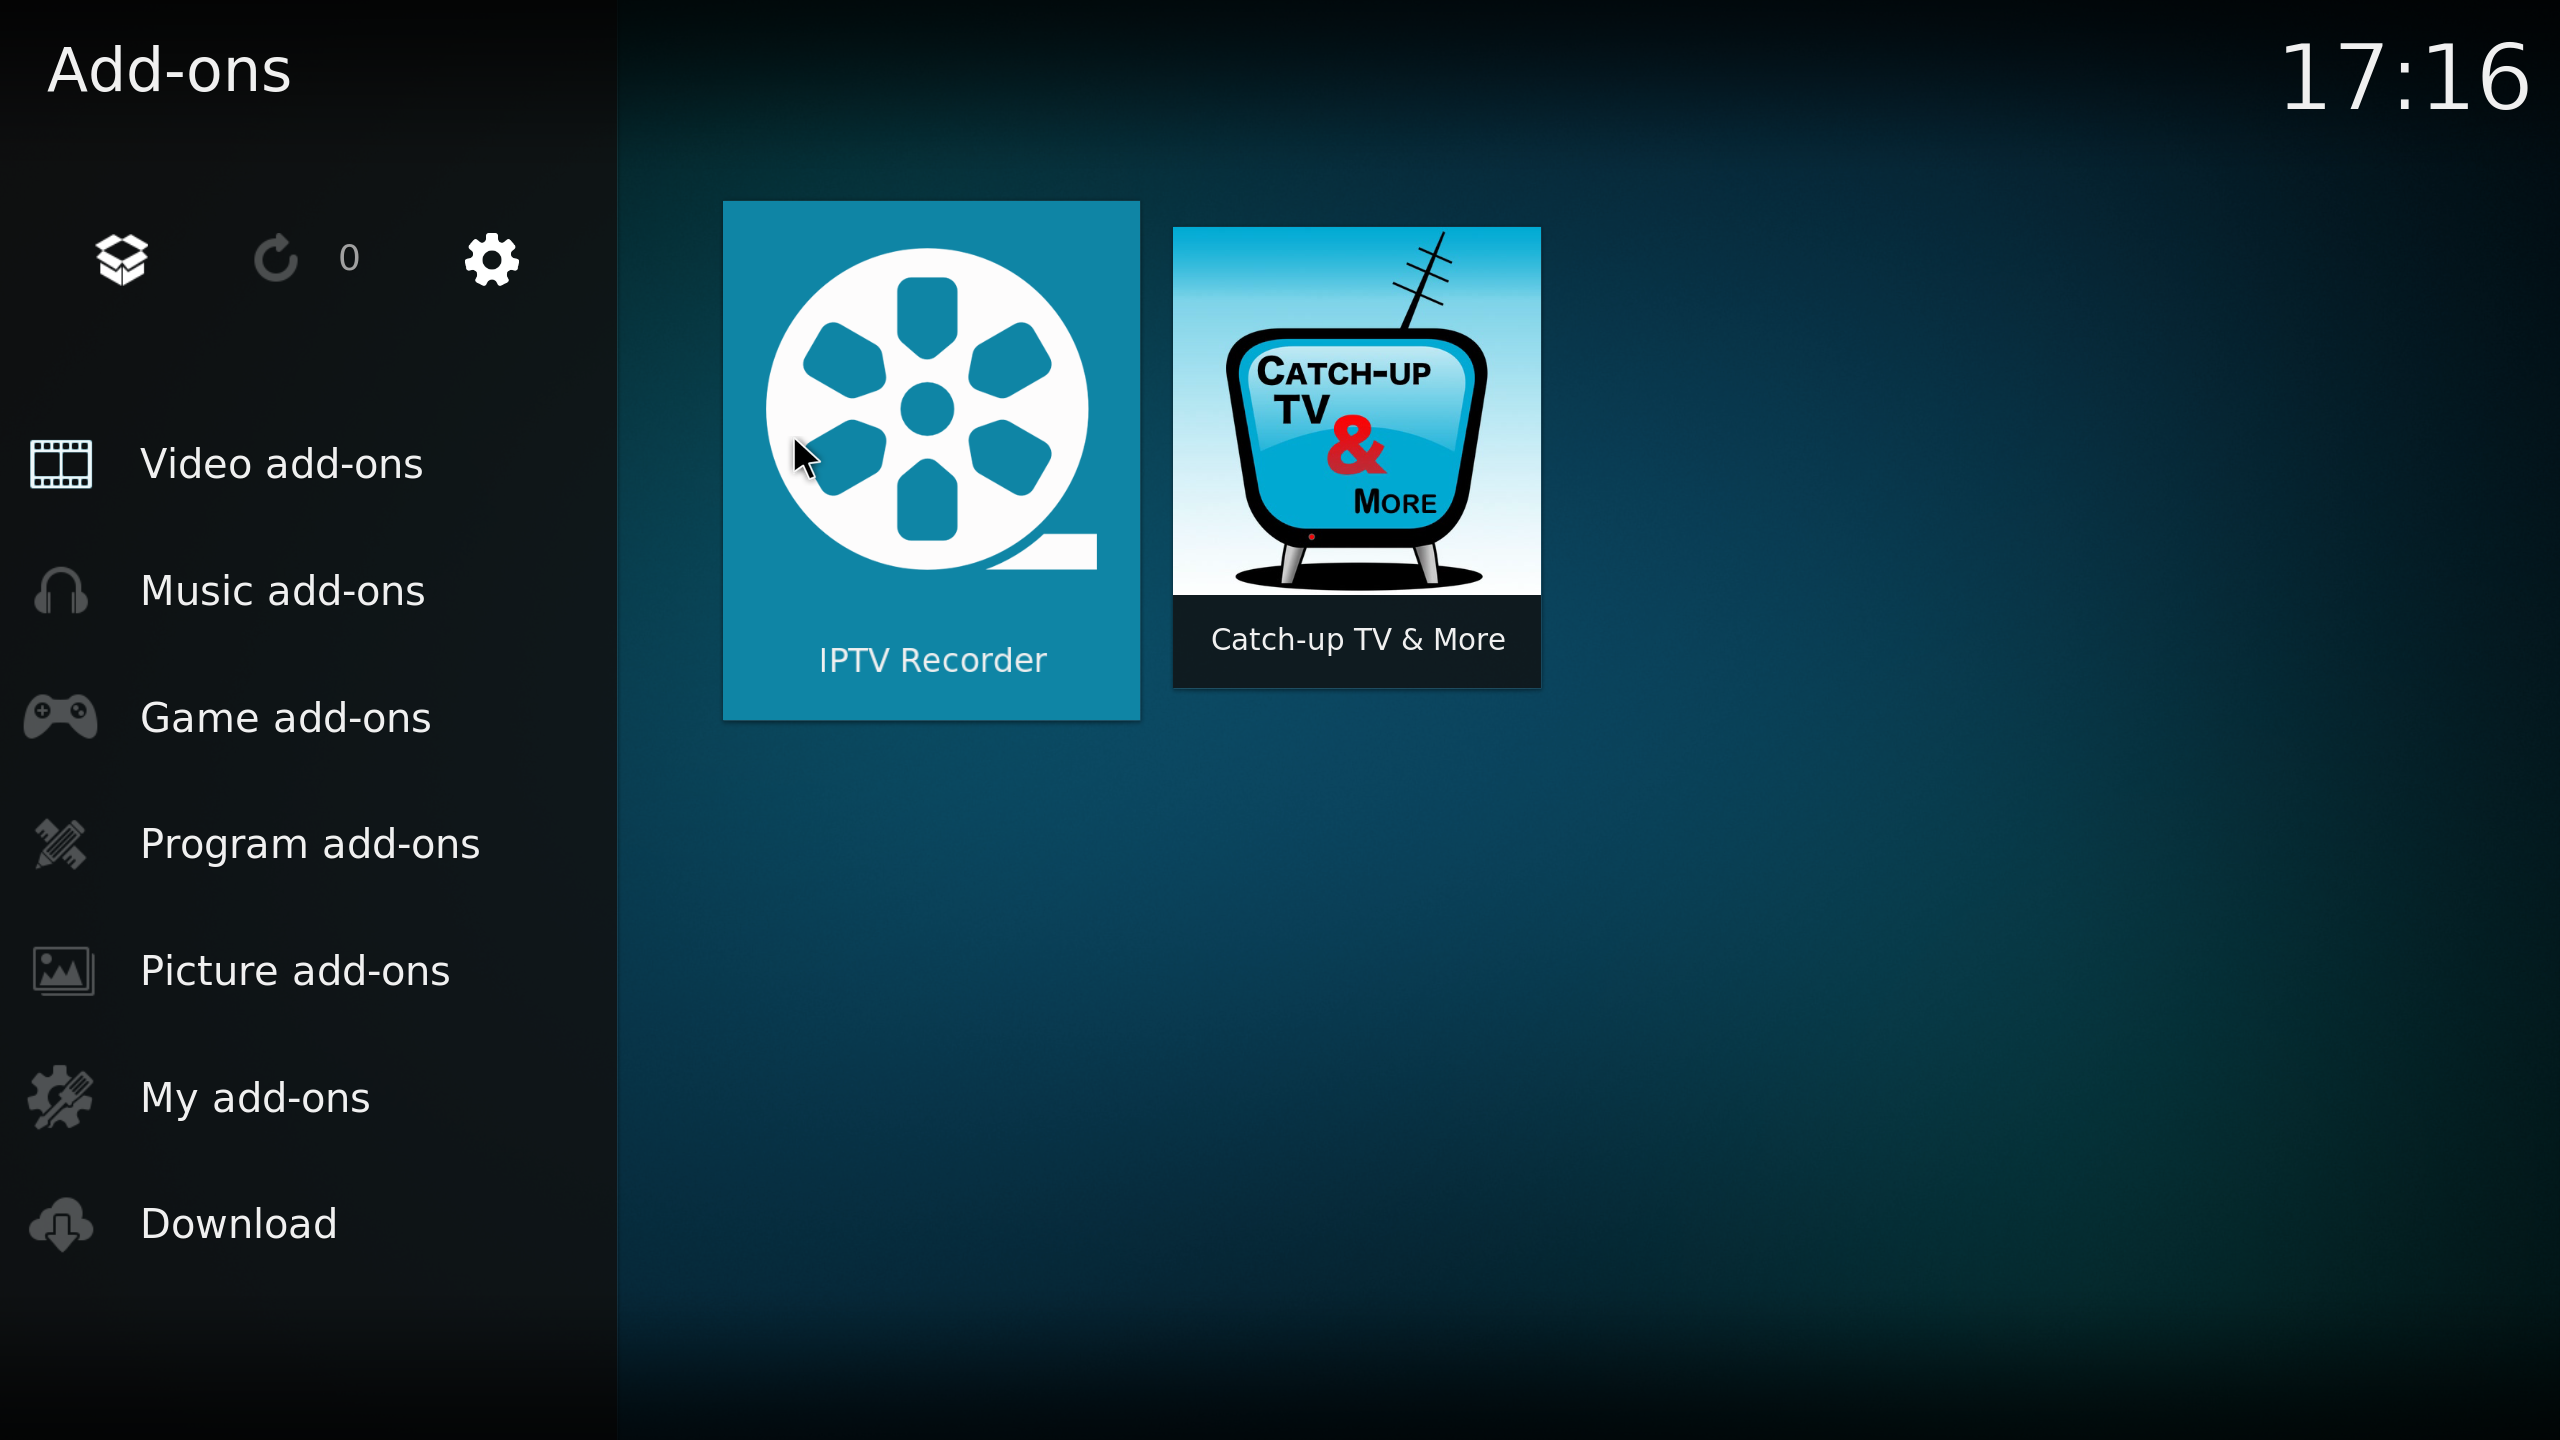 Add-ons
17:16
0
Video add-ons
Music add-ons
Game add-ons
Program add-ons
Picture add-ons
My add-ons
Download
IPTV Recorder
CATCH-UP
TV
&
MORE
Catch-up TV & More